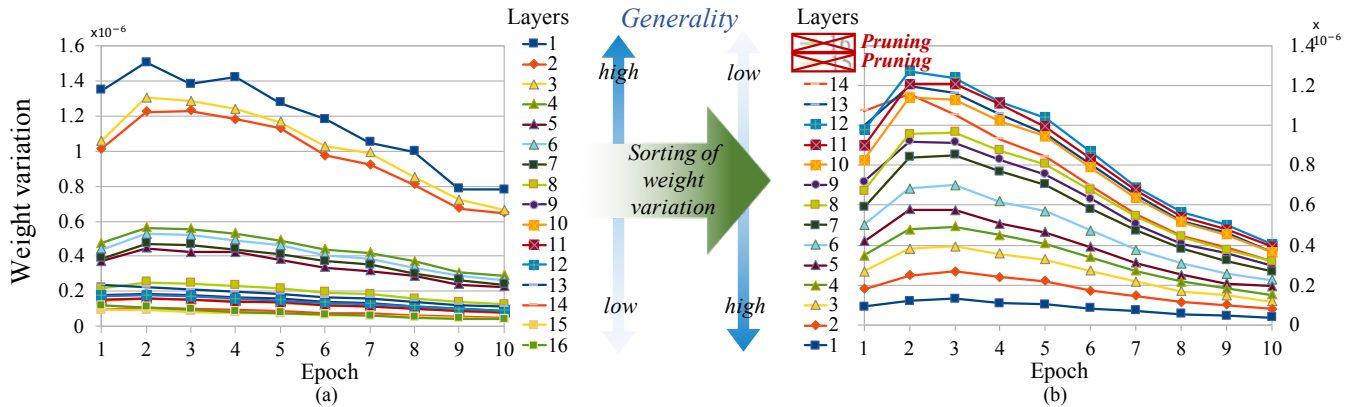 x10⁻⁶
Weight variation
1.6
1.4
1.2
1
0.8
0.6
0.4
0.2
0
1 2 3 4 5 6 7 8 9 10
Epoch
(a)
Layers
1
2
3
4
5
6
7
8
9
10
11
12
13
14
15
16
Generality
high
low
Sorting of
weight
variation
low
high
Layers
Pruning
Pruning
14
13
12
11
10
9
8
7
6
5
4
3
2
1
x
10⁻⁶
1.4
1.2
1
0.8
0.6
0.4
0.2
0
1 2 3 4 5 6 7 8 9 10
Epoch
(b)